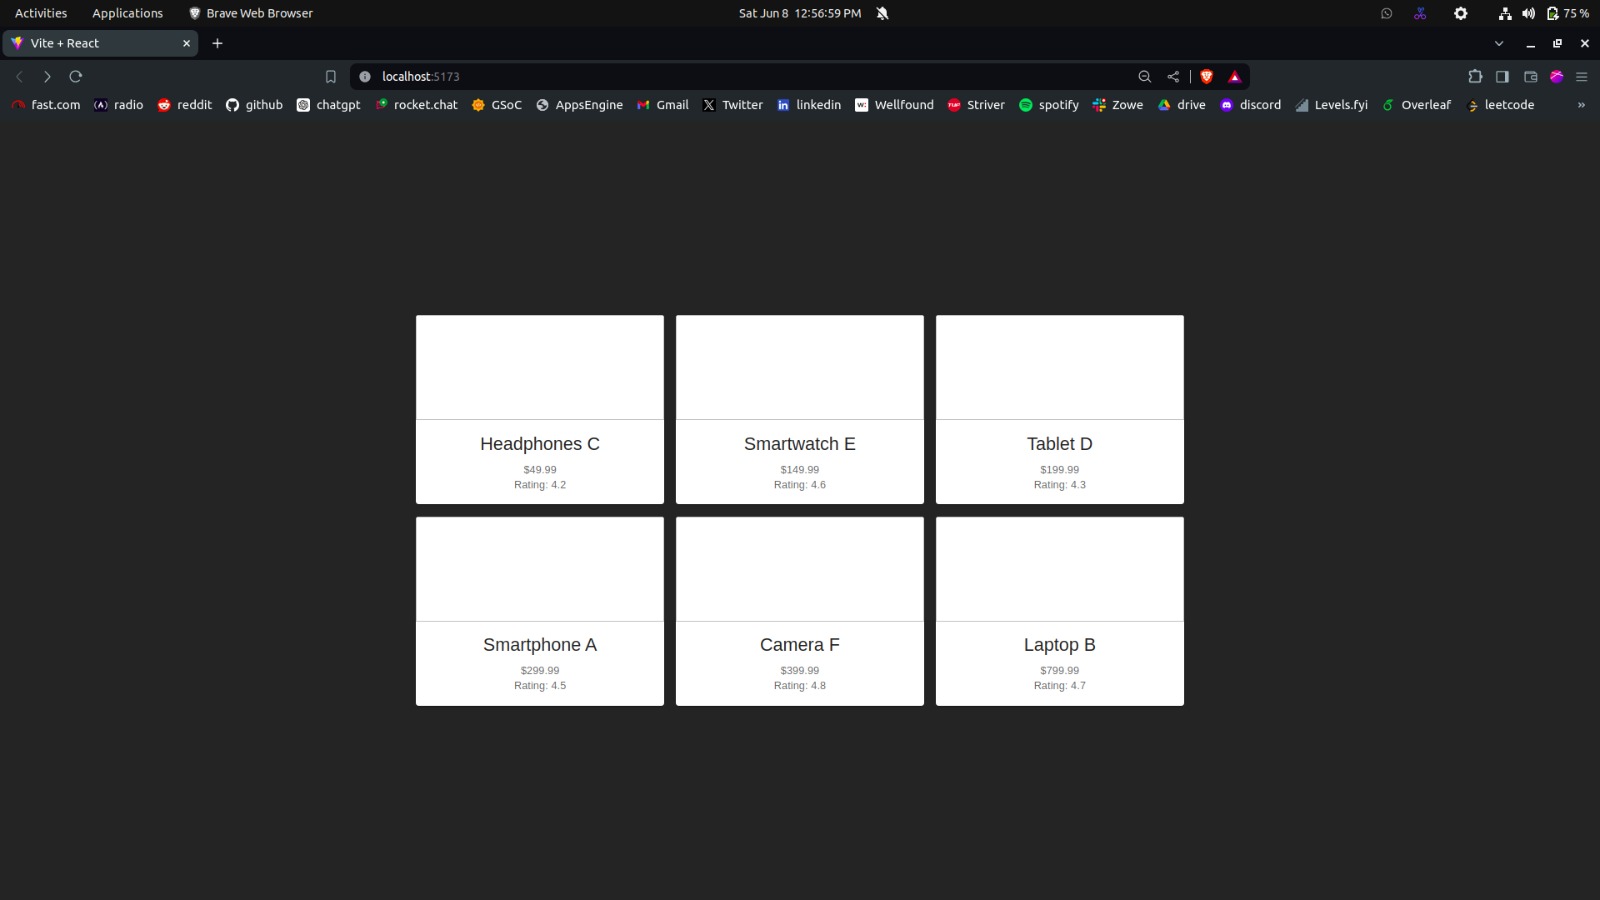 Activities Applications Brave Web Browser Sat Jun 8 12:56:59 PM 75 %
Vite + React
localhost:5173
fast.com radio reddit github chatgpt rocket.chat GSoC AppsEngine Gmail Twitter linkedin Wellfound Striver spotify Zowe drive discord Levels.fyi Overleaf leetcode »
Headphones C
$49.99
Rating: 4.2
Smartwatch E
$149.99
Rating: 4.6
Tablet D
$199.99
Rating: 4.3
Smartphone A
$299.99
Rating: 4.5
Camera F
$399.99
Rating: 4.8
Laptop B
$799.99
Rating: 4.7